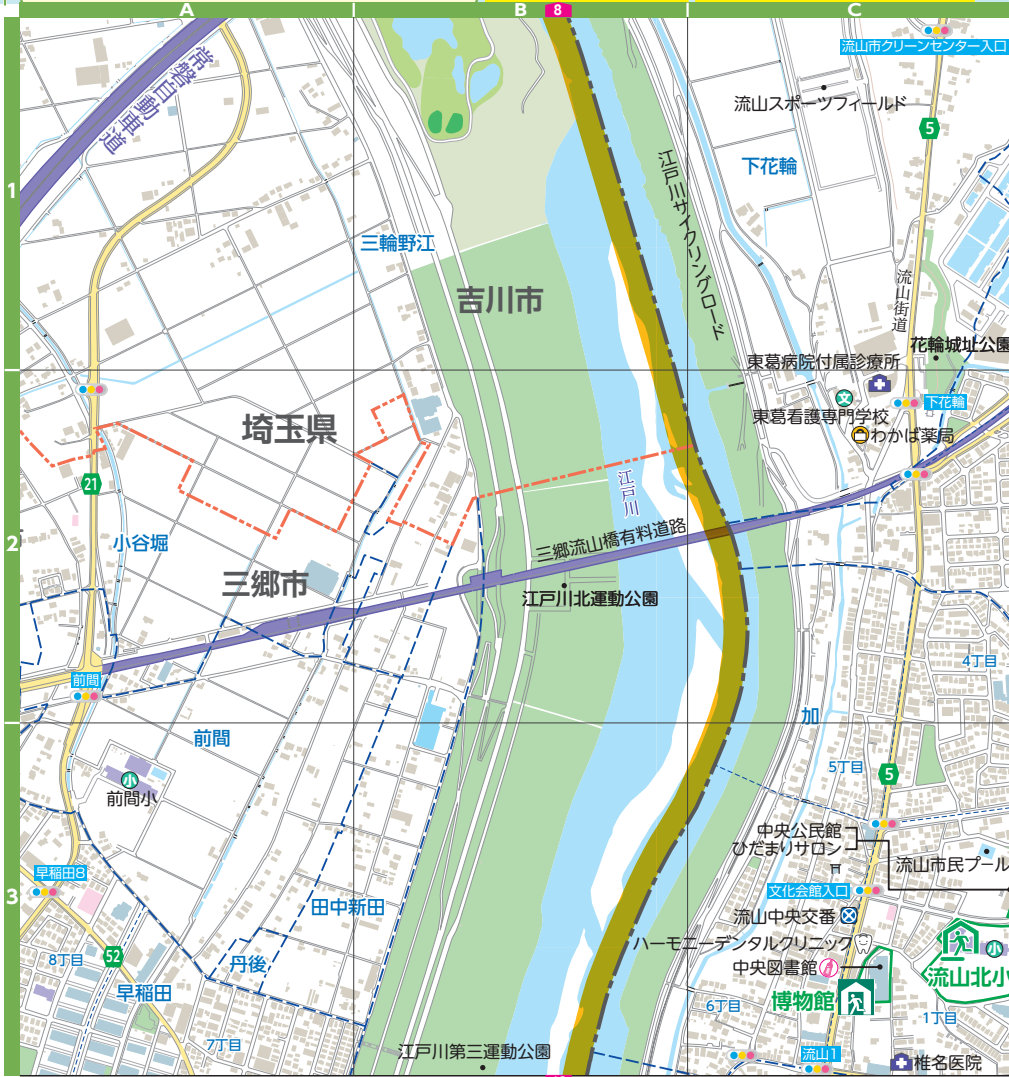 A
B
8
C
流山市クリーンセンター入口
常磐自動車道
流山スポーツフィールド
5
江戸川サイクリングロード
下花輪
1
三輪野江
吉川市
流山街道
花輪城址公園
東葛病院付属診療所
文
下花輪
東葛看護専門学校
わかば薬局
埼玉県
21
江戸川
2
小谷堀
三郷流山橋有料道路
三郷市
江戸川北運動公園
4丁目
前間
加
前間
5丁目
5
小
前間小
中央公民館
ひだまりサロン
流山市民プール
早稲田8
3
文化会館入口
田中新田
流山中央交番
ハーモニーデンタルクリニック
小
8丁目
52
丹後
中央図書館
流山北小
早稲田
博物館
6丁目
1丁目
7丁目
江戸川第三運動公園
流山1
椎名医院